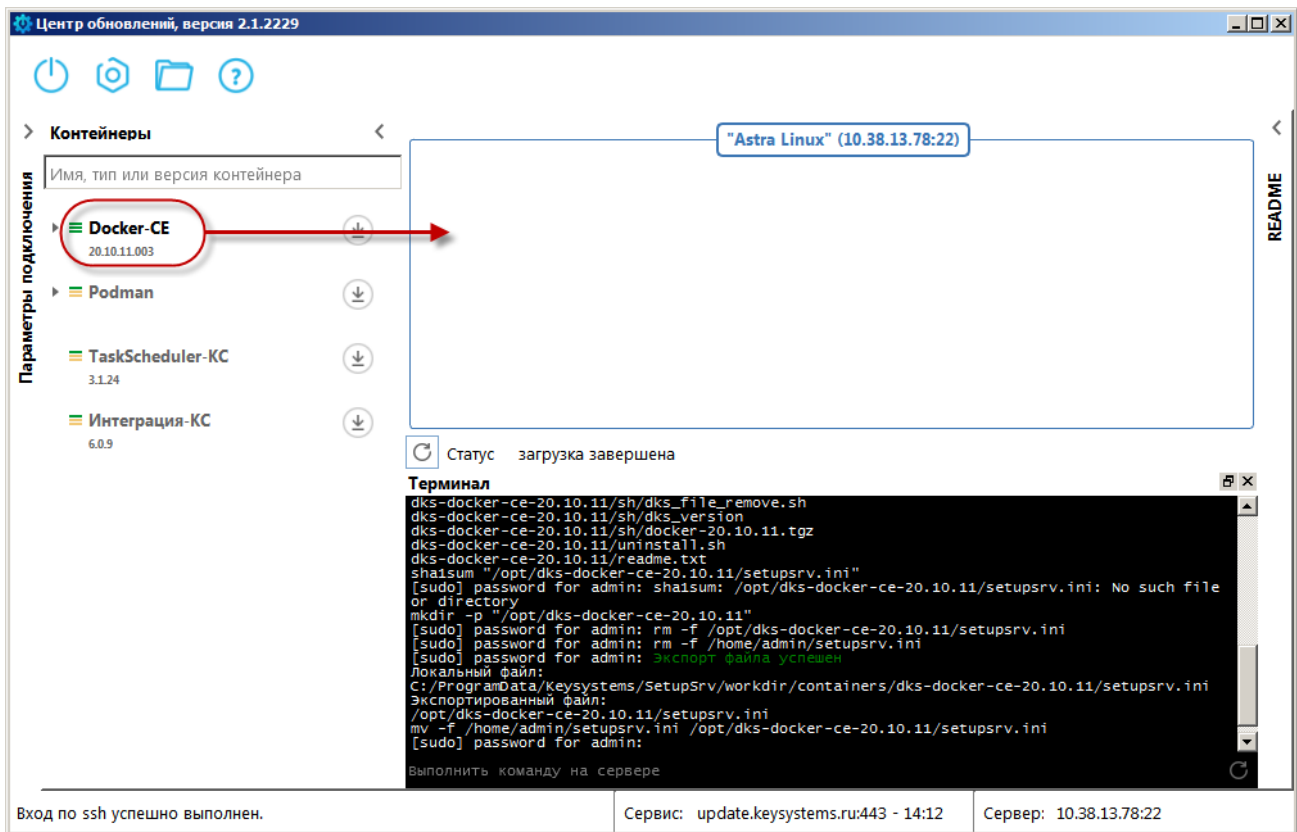 Центр обновлений, версия 2.1.2229
?
Контейнеры
Имя, тип или версия контейнера
Параметры подключения
Docker-CE
20.10.11.003
Podman
TaskScheduler-КС
3.1.24
Интеграция-КС
6.0.9
"Astra Linux" (10.38.13.78:22)
README
Статус загрузка завершена
Терминал
dks-docker-ce-20.10.11/sh/dks_file_remove.sh
dks-docker-ce-20.10.11/sh/dks_version
dks-docker-ce-20.10.11/sh/docker-20.10.11.tgz
dks-docker-ce-20.10.11/uninstall.sh
dks-docker-ce-20.10.11/readme.txt
sha1sum "/opt/dks-docker-ce-20.10.11/setupsrv.ini"
[sudo] password for admin: sha1sum: /opt/dks-docker-ce-20.10.11/setupsrv.ini: No such file
or directory
mkdir -p "/opt/dks-docker-ce-20.10.11"
[sudo] password for admin: rm -f /opt/dks-docker-ce-20.10.11/setupsrv.ini
[sudo] password for admin: rm -f /home/admin/setupsrv.ini
[sudo] password for admin: Экспорт файла успешен
Локальный файл:
C:/ProgramData/Keysystems/SetupSrv/workdir/containers/dks-docker-ce-20.10.11/setupsrv.ini
Экспортированный файл:
/opt/dks-docker-ce-20.10.11/setupsrv.ini
mv -f /home/admin/setupsrv.ini /opt/dks-docker-ce-20.10.11/setupsrv.ini
[sudo] password for admin:
Выполнить команду на сервере
Вход по ssh успешно выполнен.
Сервис: update.keysystems.ru:443 - 14:12
Сервер: 10.38.13.78:22